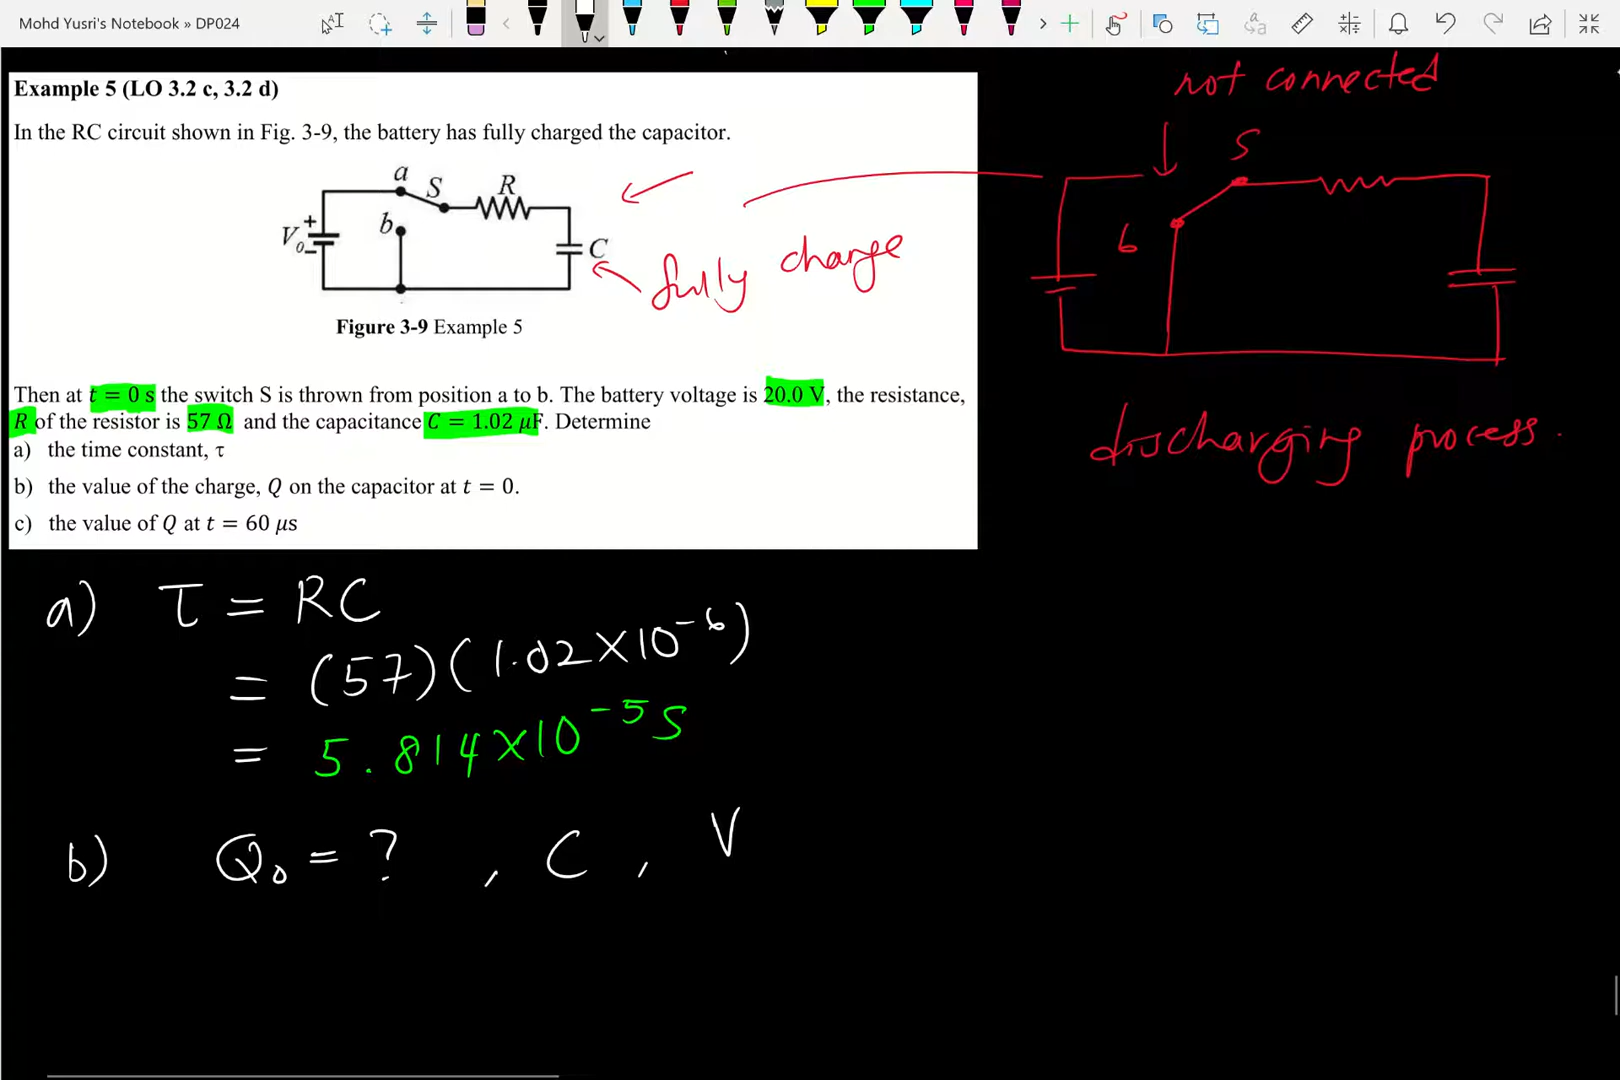 Mohd Yusri's Notebook » DP024
Example 5 (LO 3.2 c, 3.2 d)
In the RC circuit shown in Fig. 3-9, the battery has fully charged the capacitor.
a
S
R
b
V₀
+
-
C
Figure 3-9 Example 5
fully charge
not connected
S
b
discharging process.
Then at t = 0 s the switch S is thrown from position a to b. The battery voltage is 20.0 V, the resistance,
R of the resistor is 57 Ω and the capacitance C = 1.02 μF. Determine
a) the time constant, τ
b) the value of the charge, Q on the capacitor at t = 0.
c) the value of Q at t = 60 μs
a) τ = RC
= (57)(1.02×10⁻⁶)
= 5.814×10⁻⁵ s
b) Q₀ = ? , C , V